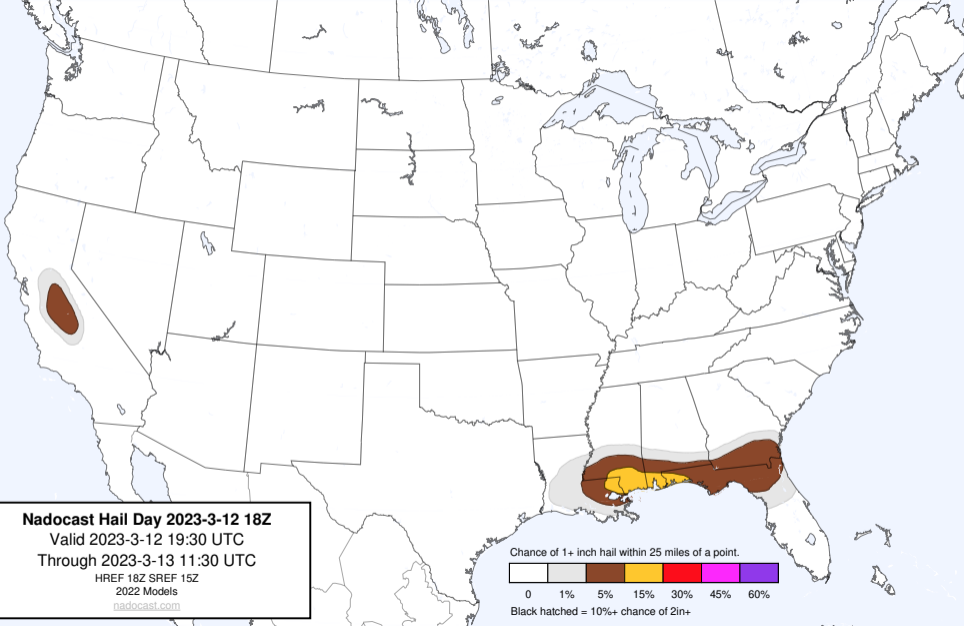 Nadocast Hail Day 2023-3-12 18Z
Valid 2023-3-12 19:30 UTC
Through 2023-3-13 11:30 UTC
HREF 18Z SREF 15Z
2022 Models
nadocast.com
Chance of 1+ inch hail within 25 miles of a point.
0 1% 5% 15% 30% 45% 60%
Black hatched = 10%+ chance of 2in+